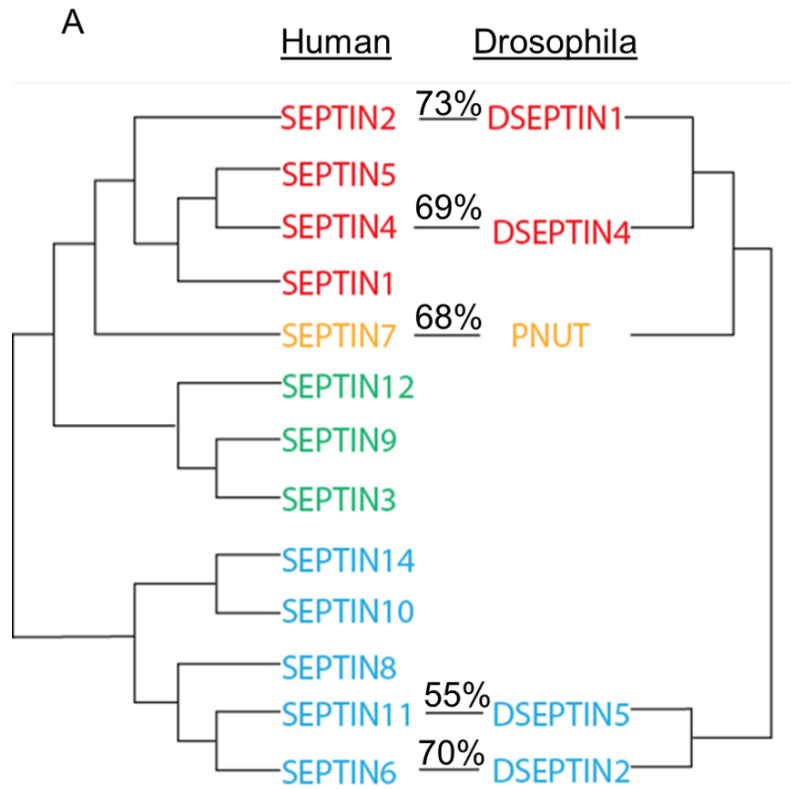 A
Human Drosophila
SEPTIN2 73% DSEPTIN1
SEPTIN5
SEPTIN4 69% DSEPTIN4
SEPTIN1
SEPTIN7 68% PNUT
SEPTIN12
SEPTIN9
SEPTIN3
SEPTIN14
SEPTIN10
SEPTIN8
SEPTIN11 55% DSEPTIN5
SEPTIN6 70% DSEPTIN2